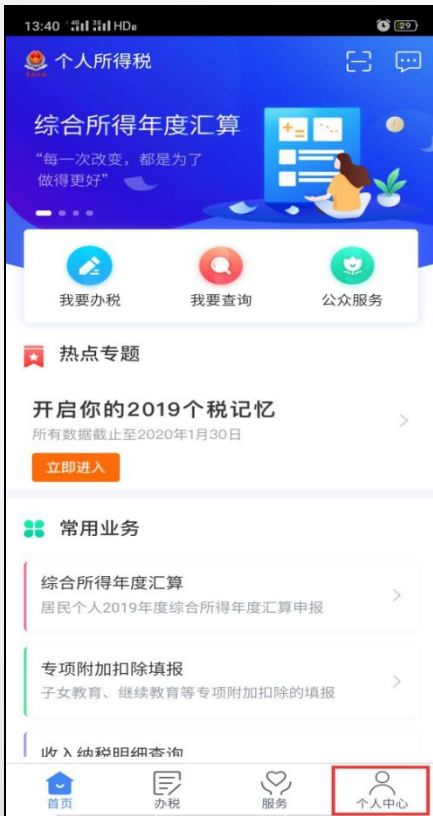 13:40 46 26 HD 29
个人所得税
综合所得年度汇算
“每一次改变，都是为了
做得更好”
我要办税 我要查询 公众服务
热点专题
开启你的2019个税记忆
所有数据截止至2020年1月30日
立即进入
常用业务
综合所得年度汇算
居民个人2019年度综合所得年度汇算申报
专项附加扣除填报
子女教育、继续教育等专项附加扣除的填报
收入纳税明细查询
首页 办税 服务 个人中心